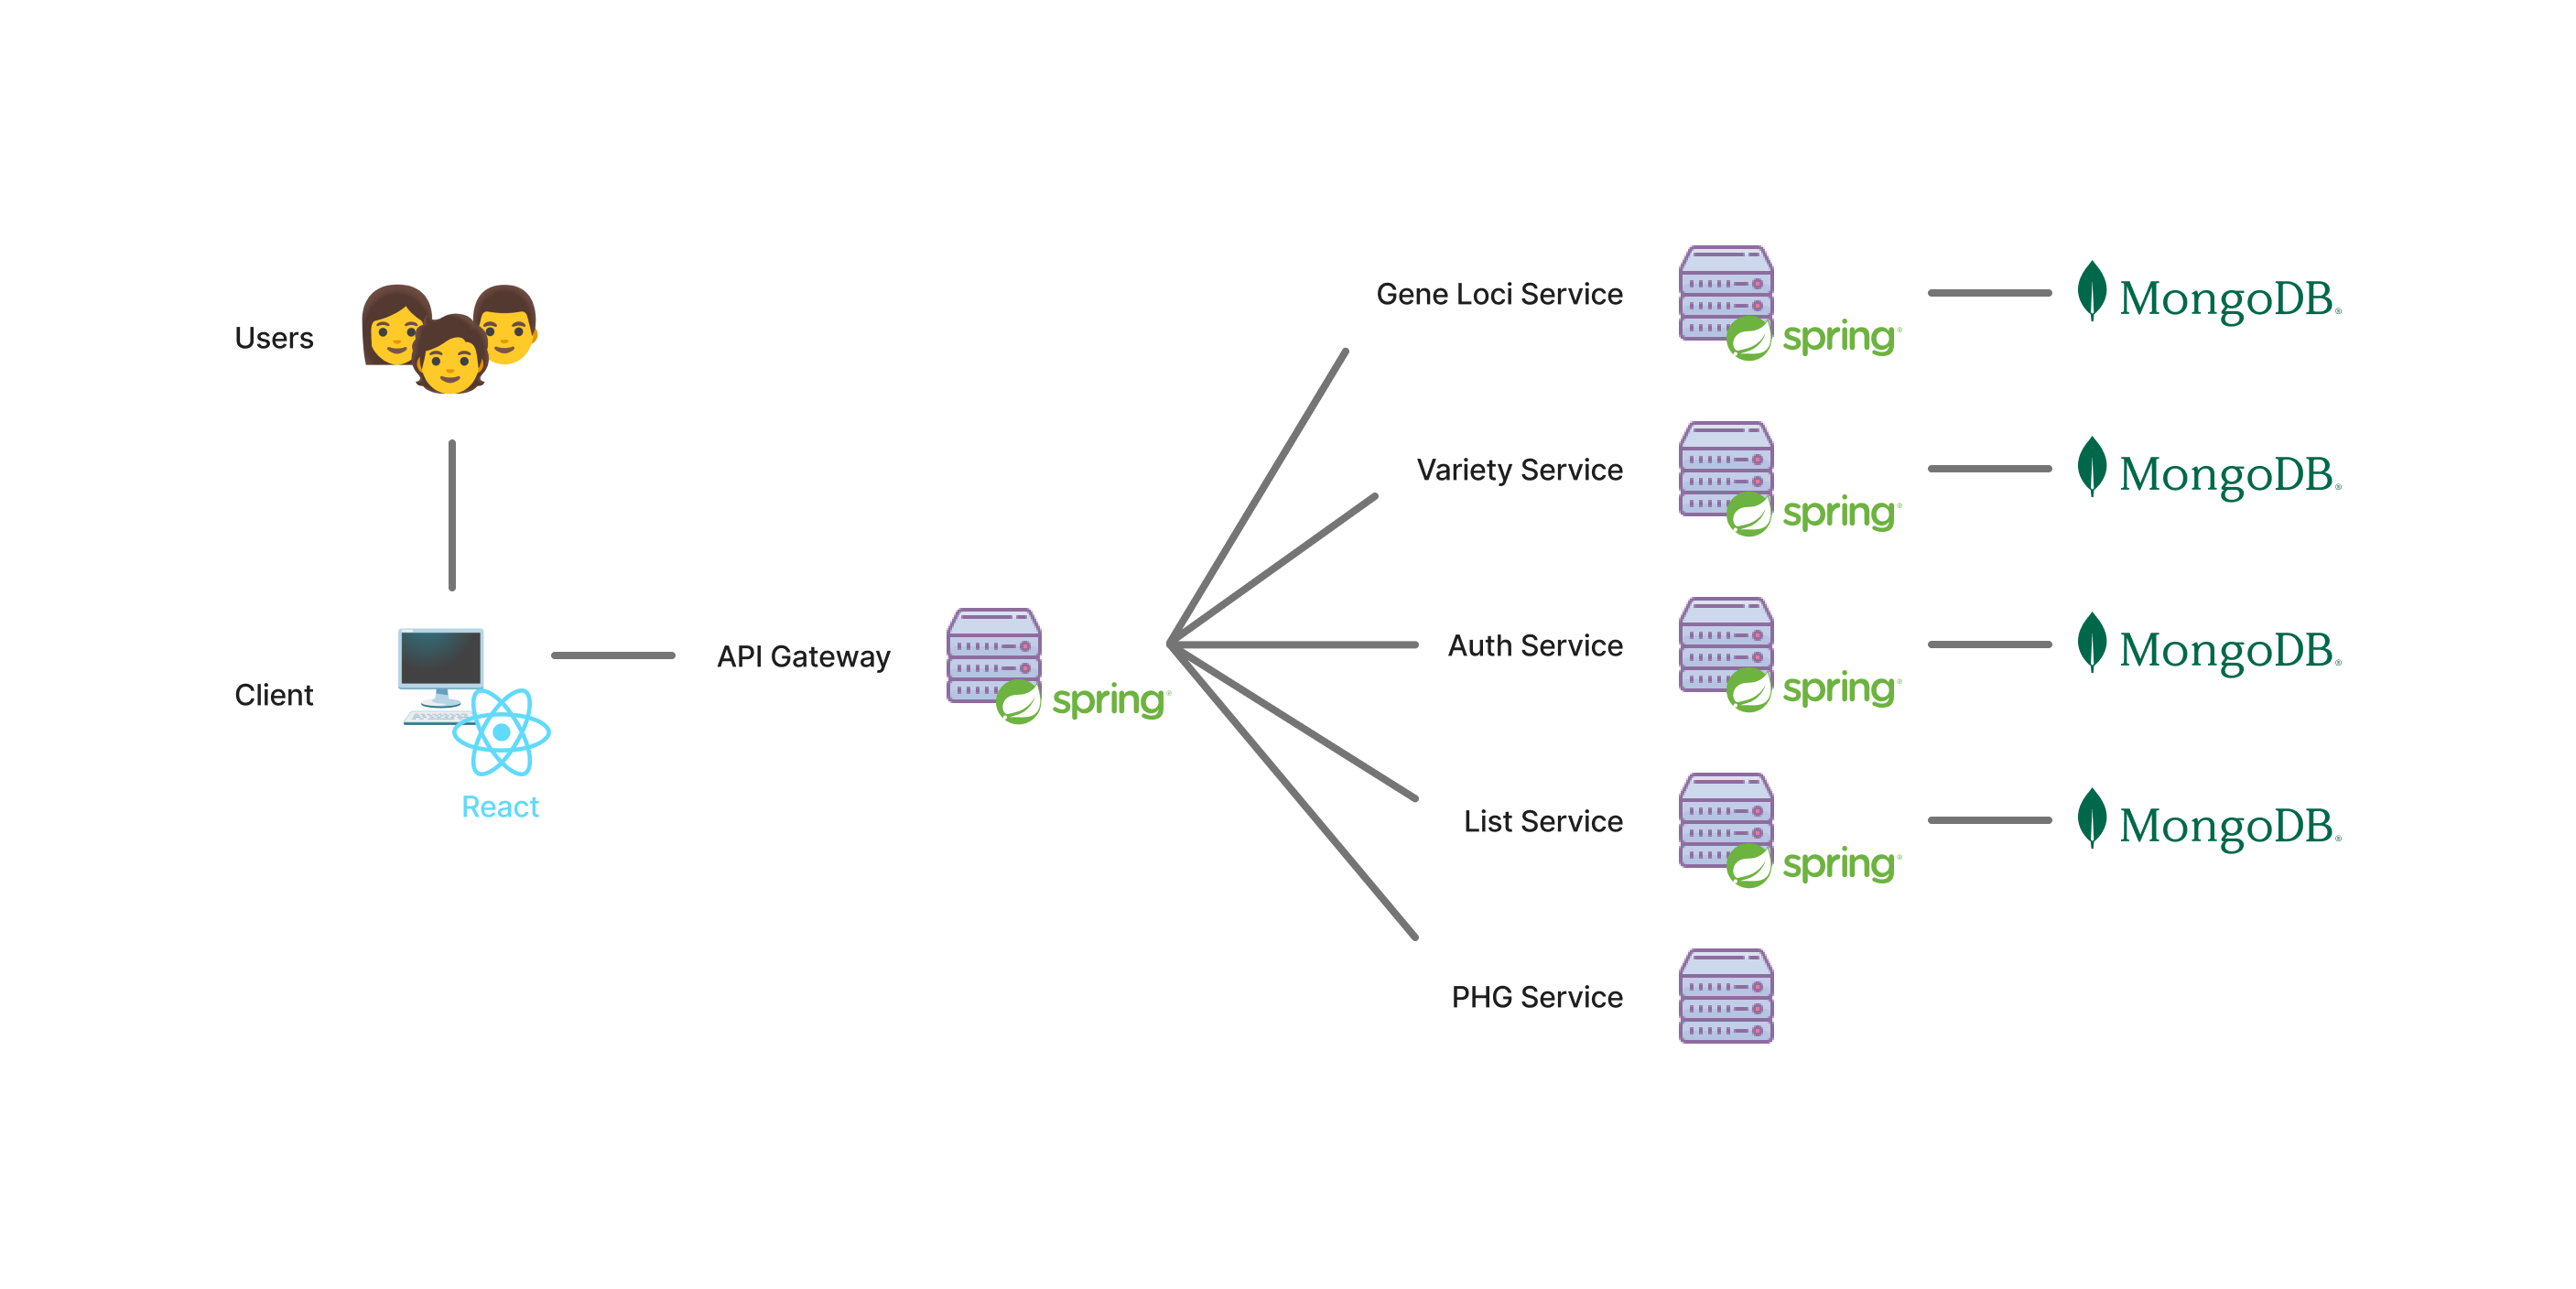 Users
Client
React
API Gateway
spring
Gene Loci Service
spring
MongoDB
Variety Service
spring
MongoDB
Auth Service
spring
MongoDB
List Service
spring
MongoDB
PHG Service